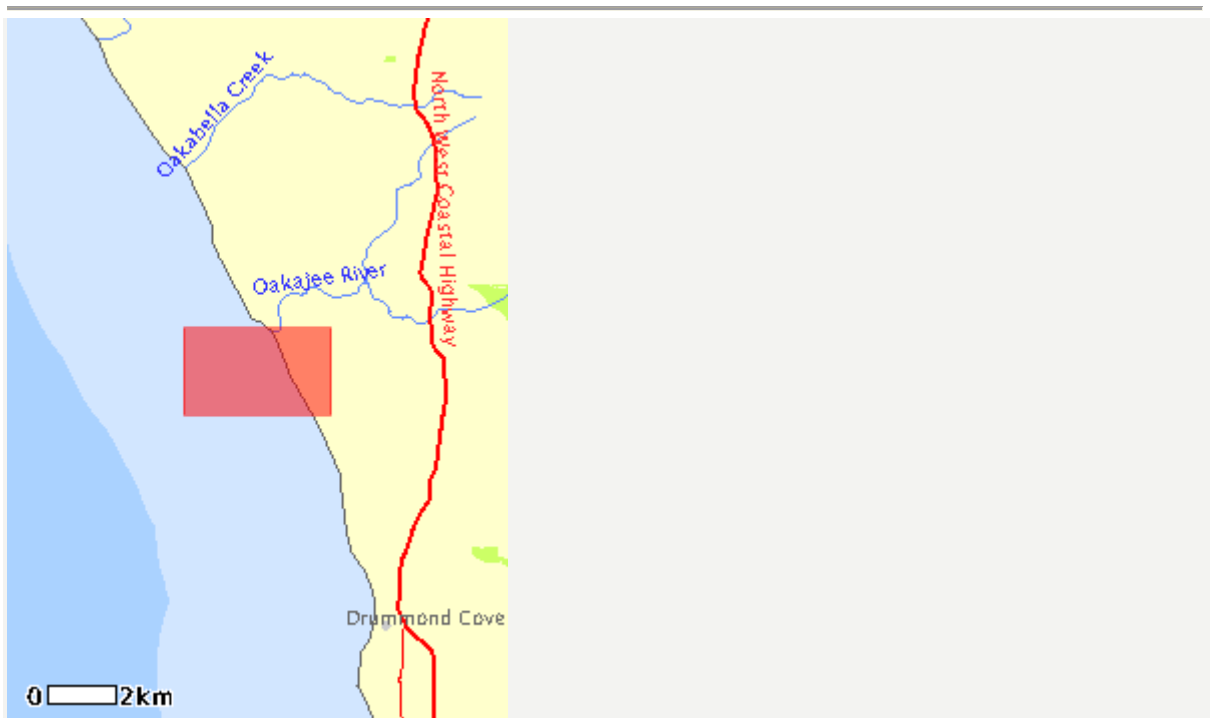 Oakabella Creek
North West Coastal Highway
Oakajee River
Drummond Cove
0 2km